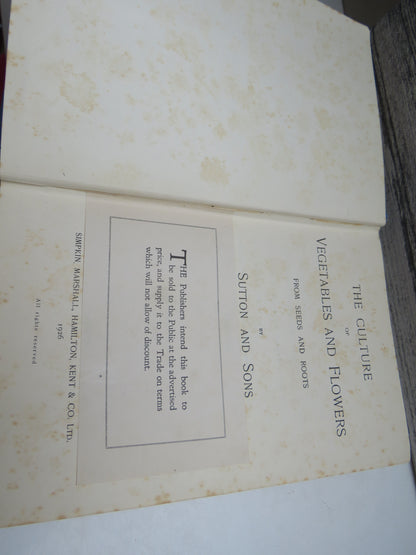 THE CULTURE
OF
VEGETABLES AND FLOWERS
FROM SEEDS AND ROOTS
BY
SUTTON AND SONS
THE Publishers intend this book to
be sold to the Public at the advertised
price, and supply it to the Trade on terms
which will not allow of discount.
SIMPKIN, MARSHALL, HAMILTON, KENT & CO. LTD.
1926
All rights reserved